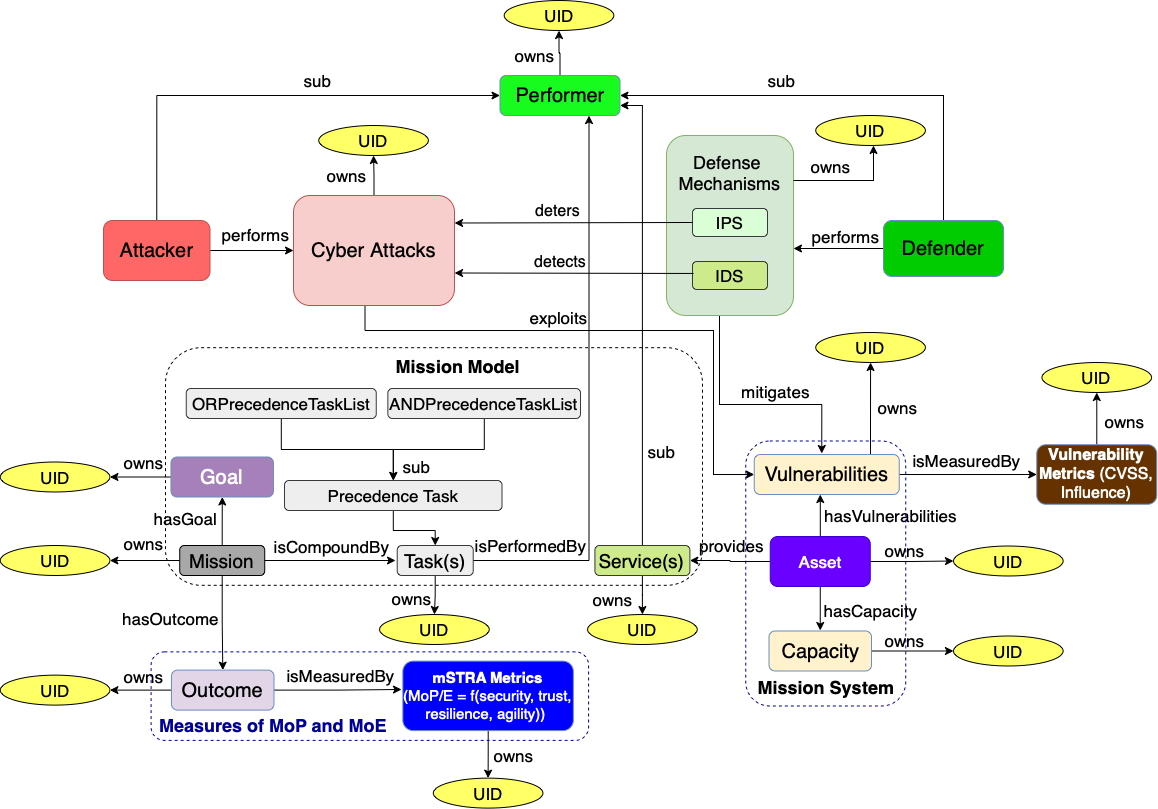 UID
owns
sub
Performer
sub
UID
owns
UID
owns
Defense
Mechanisms
IPS
IDS
Attacker
performs
Cyber Attacks
deters
detects
performs
Defender
exploits
Mission Model
ORPrecedenceTaskList
ANDPrecedenceTaskList
sub
Precedence Task
sub
mitigates
UID
owns
UID
owns
UID
owns
Goal
hasGoal
Vulnerabilities
isMeasuredBy
Vulnerability
Metrics (CVSS,
Influence)
hasVulnerabilities
UID
owns
Mission
isCompoundBy
Task(s)
isPerformedBy
Service(s)
provides
Asset
owns
UID
owns
UID
owns
UID
hasOutcome
hasCapacity
Capacity
owns
UID
Mission System
UID
owns
Outcome
isMeasuredBy
mSTRA Metrics
(MoP/E = f(security, trust,
resilience, agility))
Measures of MoP and MoE
owns
UID